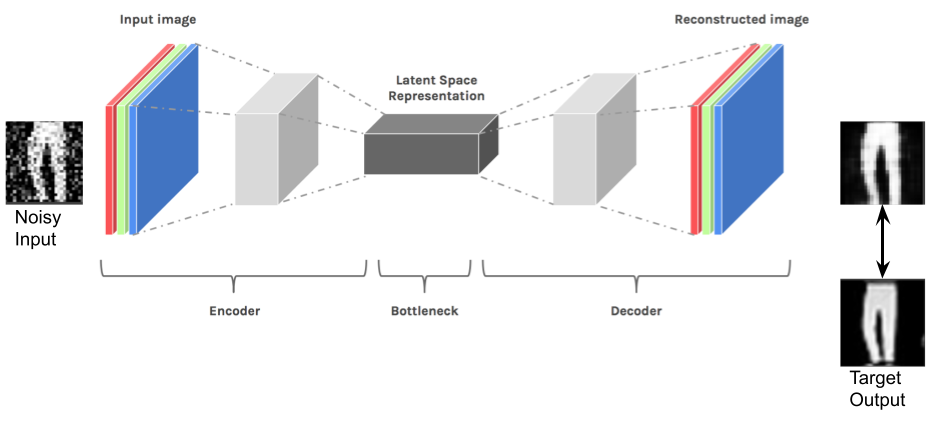 Input image
Reconstructed image
Latent Space
Representation
Noisy
Input
Encoder
Bottleneck
Decoder
Target
Output